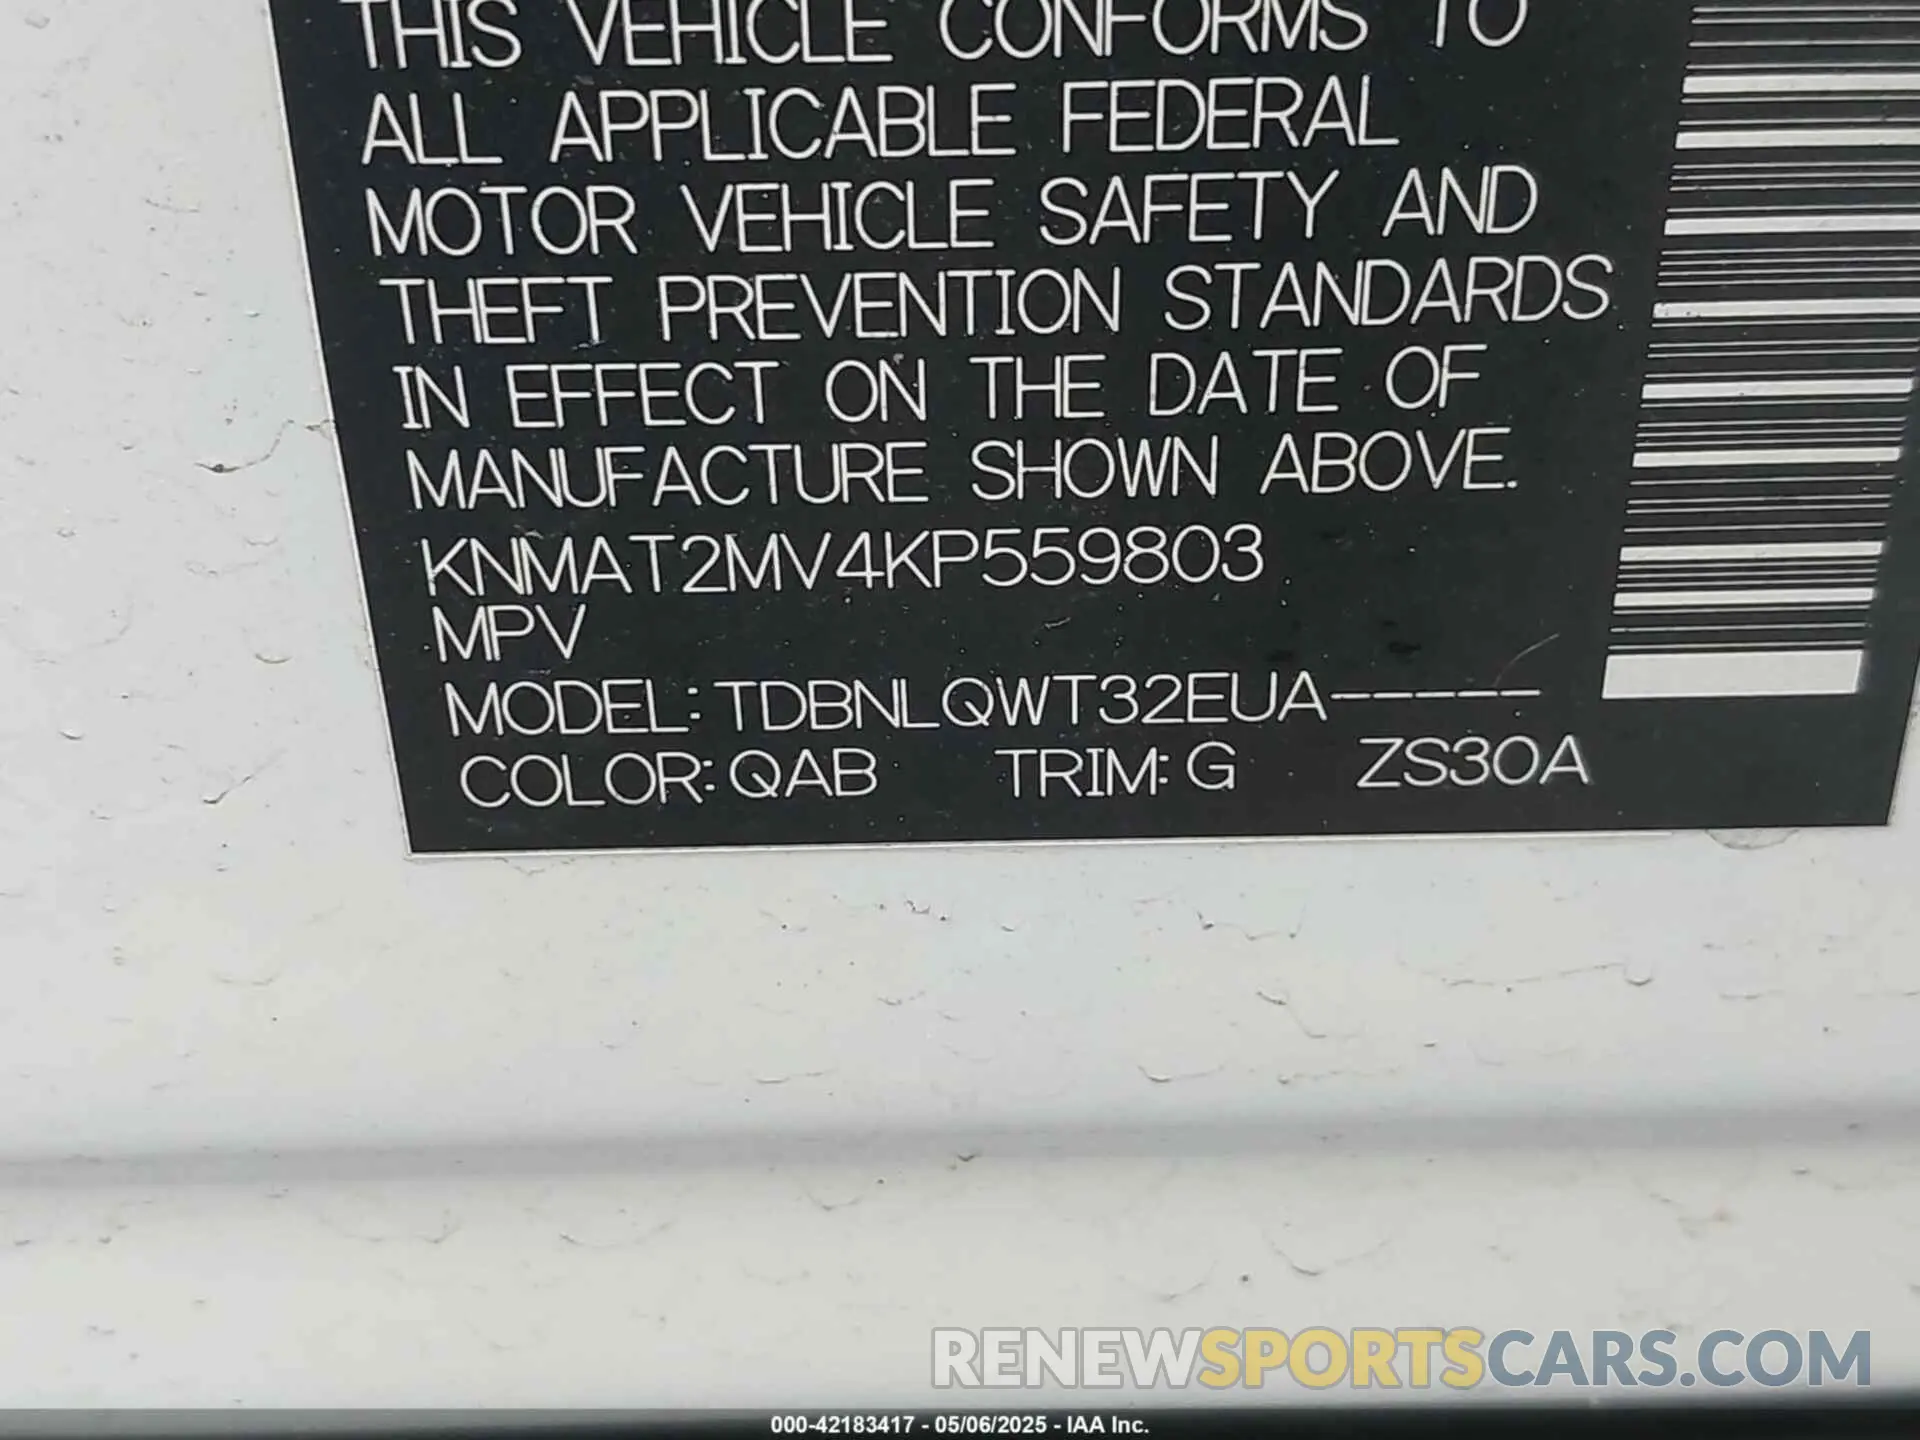 THIS VEHICLE CONFORMS TO
ALL APPLICABLE FEDERAL
MOTOR VEHICLE SAFETY AND
THEFT PREVENTION STANDARDS
IN EFFECT ON THE DATE OF
MANUFACTURE SHOWN ABOVE.
KNMAT2MV4KP559803
MPV
MODEL: TDBNLQWT32EUA-----
COLOR: QAB TRIM: G ZS30A
RENEWSPORTSCARS.COM
000-42183417 - 05/06/2025 - IAA Inc.